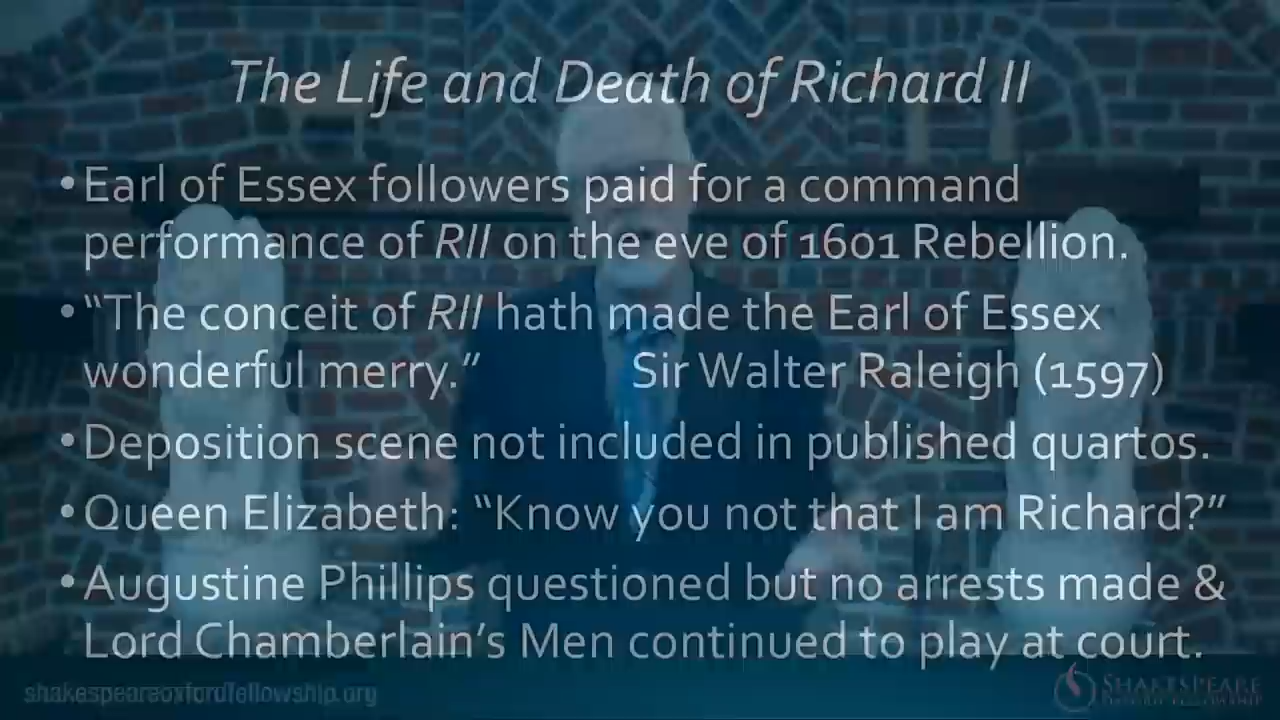 The Life and Death of Richard II
• Earl of Essex followers paid for a command
performance of RII on the eve of 1601 Rebellion.
• “The conceit of RII hath made the Earl of Essex
wonderful merry.” Sir Walter Raleigh (1597)
• Deposition scene not included in published quartos.
• Queen Elizabeth: “Know you not that I am Richard?”
• Augustine Phillips questioned but no arrests made &
Lord Chamberlain’s Men continued to play at court.
shakespeareoxfordfellowship.org
SHAKESPEARE
OXFORD FELLOWSHIP